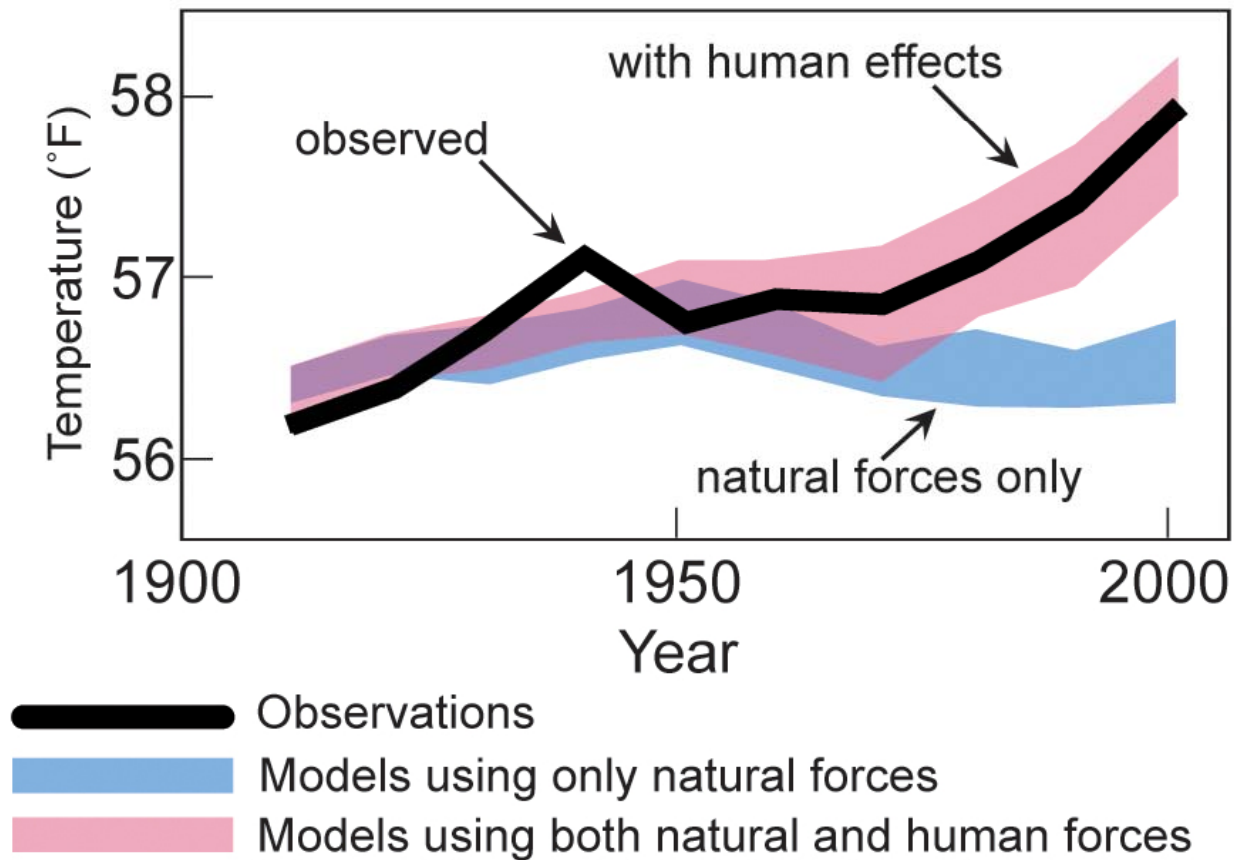 with human effects
58
observed
Temperature (˚F)
57
56
natural forces only
1900 1950 2000
Year
Observations
Models using only natural forces
Models using both natural and human forces